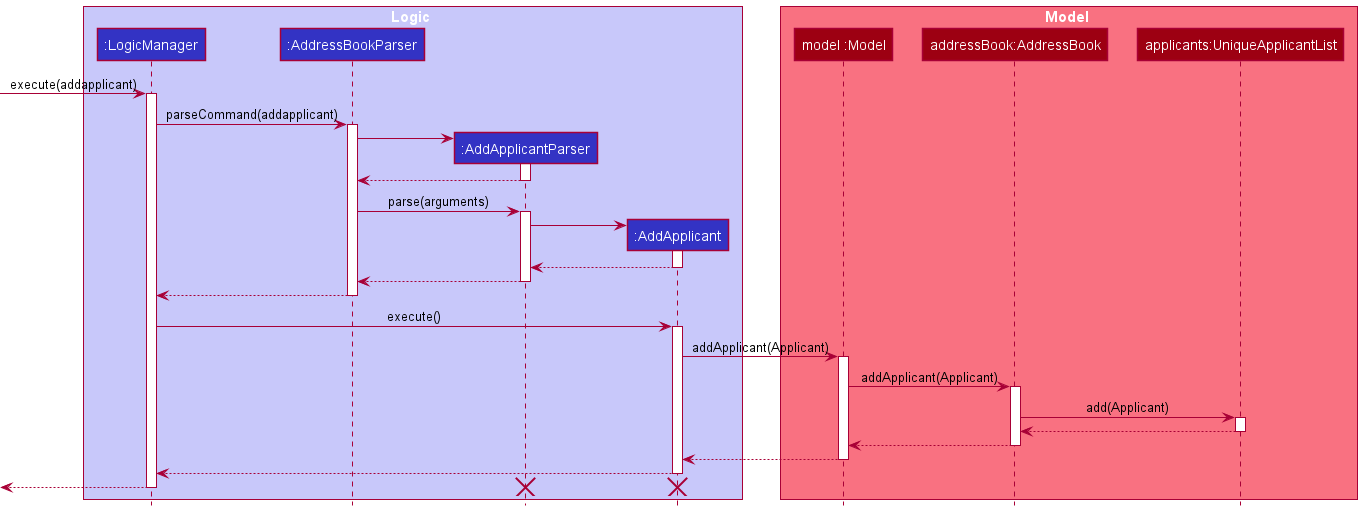 Logic
Model
:LogicManager
:AddressBookParser
model :Model
addressBook:AddressBook
applicants:UniqueApplicantList
execute(addapplicant)
parseCommand(addapplicant)
:AddApplicantParser
parse(arguments)
:AddApplicant
execute()
addApplicant(Applicant)
addApplicant(Applicant)
add(Applicant)